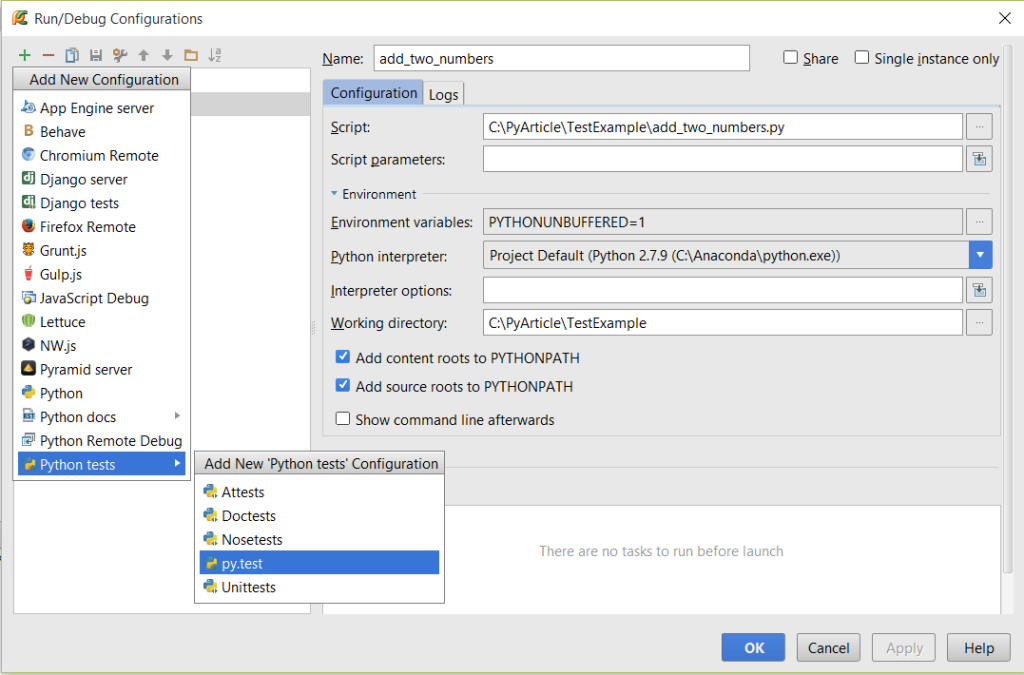 Run/Debug Configurations
Add New Configuration
App Engine server
Behave
Chromium Remote
Django server
Django tests
Firefox Remote
Grunt.js
Gulp.js
JavaScript Debug
Lettuce
NW.js
Pyramid server
Python
Python docs
Python Remote Debug
Python tests
Add New 'Python tests' Configuration
Attests
Doctests
Nosetests
py.test
Unittests
Name: add_two_numbers Share Single instance only
Configuration Logs
Script: C:\PyArticle\TestExample\add_two_numbers.py ...
Script parameters:
Environment
Environment variables: PYTHONUNBUFFERED=1 ...
Python interpreter: Project Default (Python 2.7.9 (C:\Anaconda\python.exe))
Interpreter options:
Working directory: C:\PyArticle\TestExample ...
Add content roots to PYTHONPATH
Add source roots to PYTHONPATH
Show command line afterwards
There are no tasks to run before launch
OK Cancel Apply Help